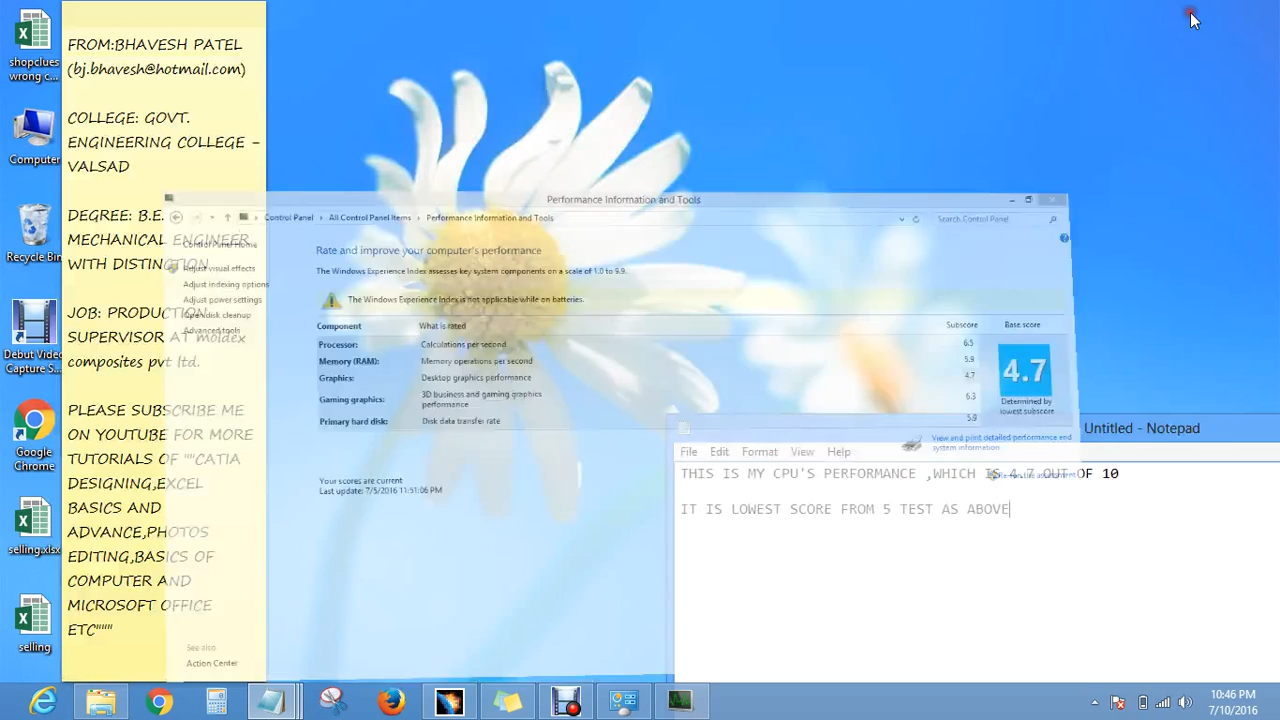 shopclues
wrong c...
Computer
Recycle Bin
Debut Video
Capture S...
Google
Chrome
selling.xlsx
selling
FROM:BHAVESH PATEL
(bj.bhavesh@hotmail.com)
COLLEGE: GOVT.
ENGINEERING COLLEGE -
VALSAD
DEGREE: B.E.
MECHANICAL ENGINEER
WITH DISTINCTION
JOB: PRODUCTION
SUPERVISOR AT moldex
composites pvt ltd.
PLEASE SUBSCRIBE ME
ON YOUTUBE FOR MORE
TUTORIALS OF ""CATIA
DESIGNING,EXCEL
BASICS AND
ADVANCE,PHOTOS
EDITING,BASICS OF
COMPUTER AND
MICROSOFT OFFICE
ETC"""
Performance Information and Tools
Control Panel All Control Panel Items Performance Information and Tools
Search Control Panel
Control Panel Home
Adjust visual effects
Adjust indexing options
Adjust power settings
Open disk cleanup
Advanced tools
See also
Action Center
Rate and improve your computer's performance
The Windows Experience Index assesses key system components on a scale of 1.0 to 9.9.
The Windows Experience Index is not applicable while on batteries.
Component What is rated Subscore Base score
Processor: Calculations per second 6.5
Memory (RAM): Memory operations per second 5.9
Graphics: Desktop graphics performance 4.7
Gaming graphics: 3D business and gaming graphics
performance 6.3
Primary hard disk: Disk data transfer rate 5.9
4.7
Determined by
lowest subscore
View and print detailed performance and
system information
Your scores are current
Last update: 7/5/2016 11:51:06 PM
Re-run the assessment
Untitled - Notepad
File Edit Format View Help
THIS IS MY CPU'S PERFORMANCE ,WHICH IS 4.7 OUT OF 10
IT IS LOWEST SCORE FROM 5 TEST AS ABOVE
10:46 PM
7/10/2016